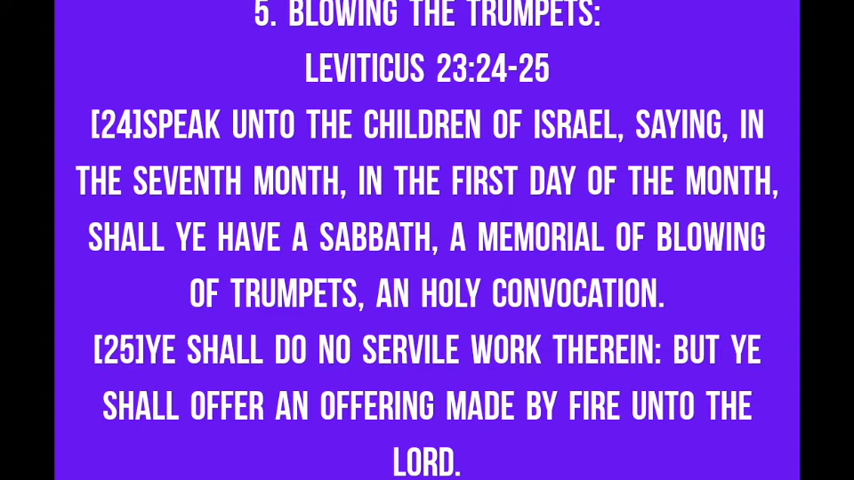 5. BLOWING THE TRUMPETS:
LEVITICUS 23:24-25
[24]SPEAK UNTO THE CHILDREN OF ISRAEL, SAYING, IN
THE SEVENTH MONTH, IN THE FIRST DAY OF THE MONTH,
SHALL YE HAVE A SABBATH, A MEMORIAL OF BLOWING
OF TRUMPETS, AN HOLY CONVOCATION.
[25]YE SHALL DO NO SERVILE WORK THEREIN: BUT YE
SHALL OFFER AN OFFERING MADE BY FIRE UNTO THE
LORD.